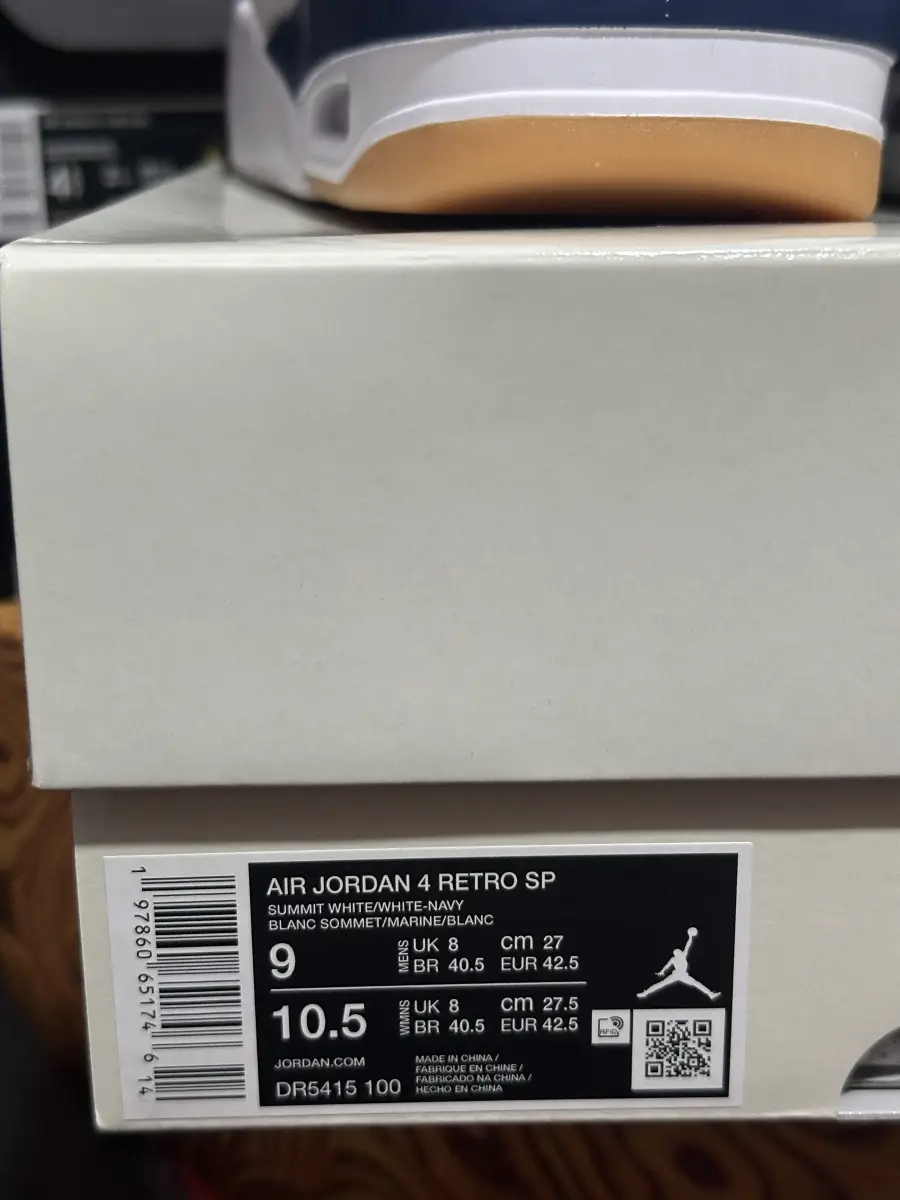 AIR JORDAN 4 RETRO SP
SUMMIT WHITE/WHITE-NAVY
BLANC SOMMET/MARINE/BLANC
9
MENS
UK 8 cm 27
BR 40.5 EUR 42.5
10.5
WMNS
UK 8 cm 27.5
BR 40.5 EUR 42.5
JORDAN.COM
DR5415 100
MADE IN CHINA /
FABRIQUE EN CHINE /
FABRICADO NA CHINA /
HECHO EN CHINA
RFID
1 97860 65174 6 14